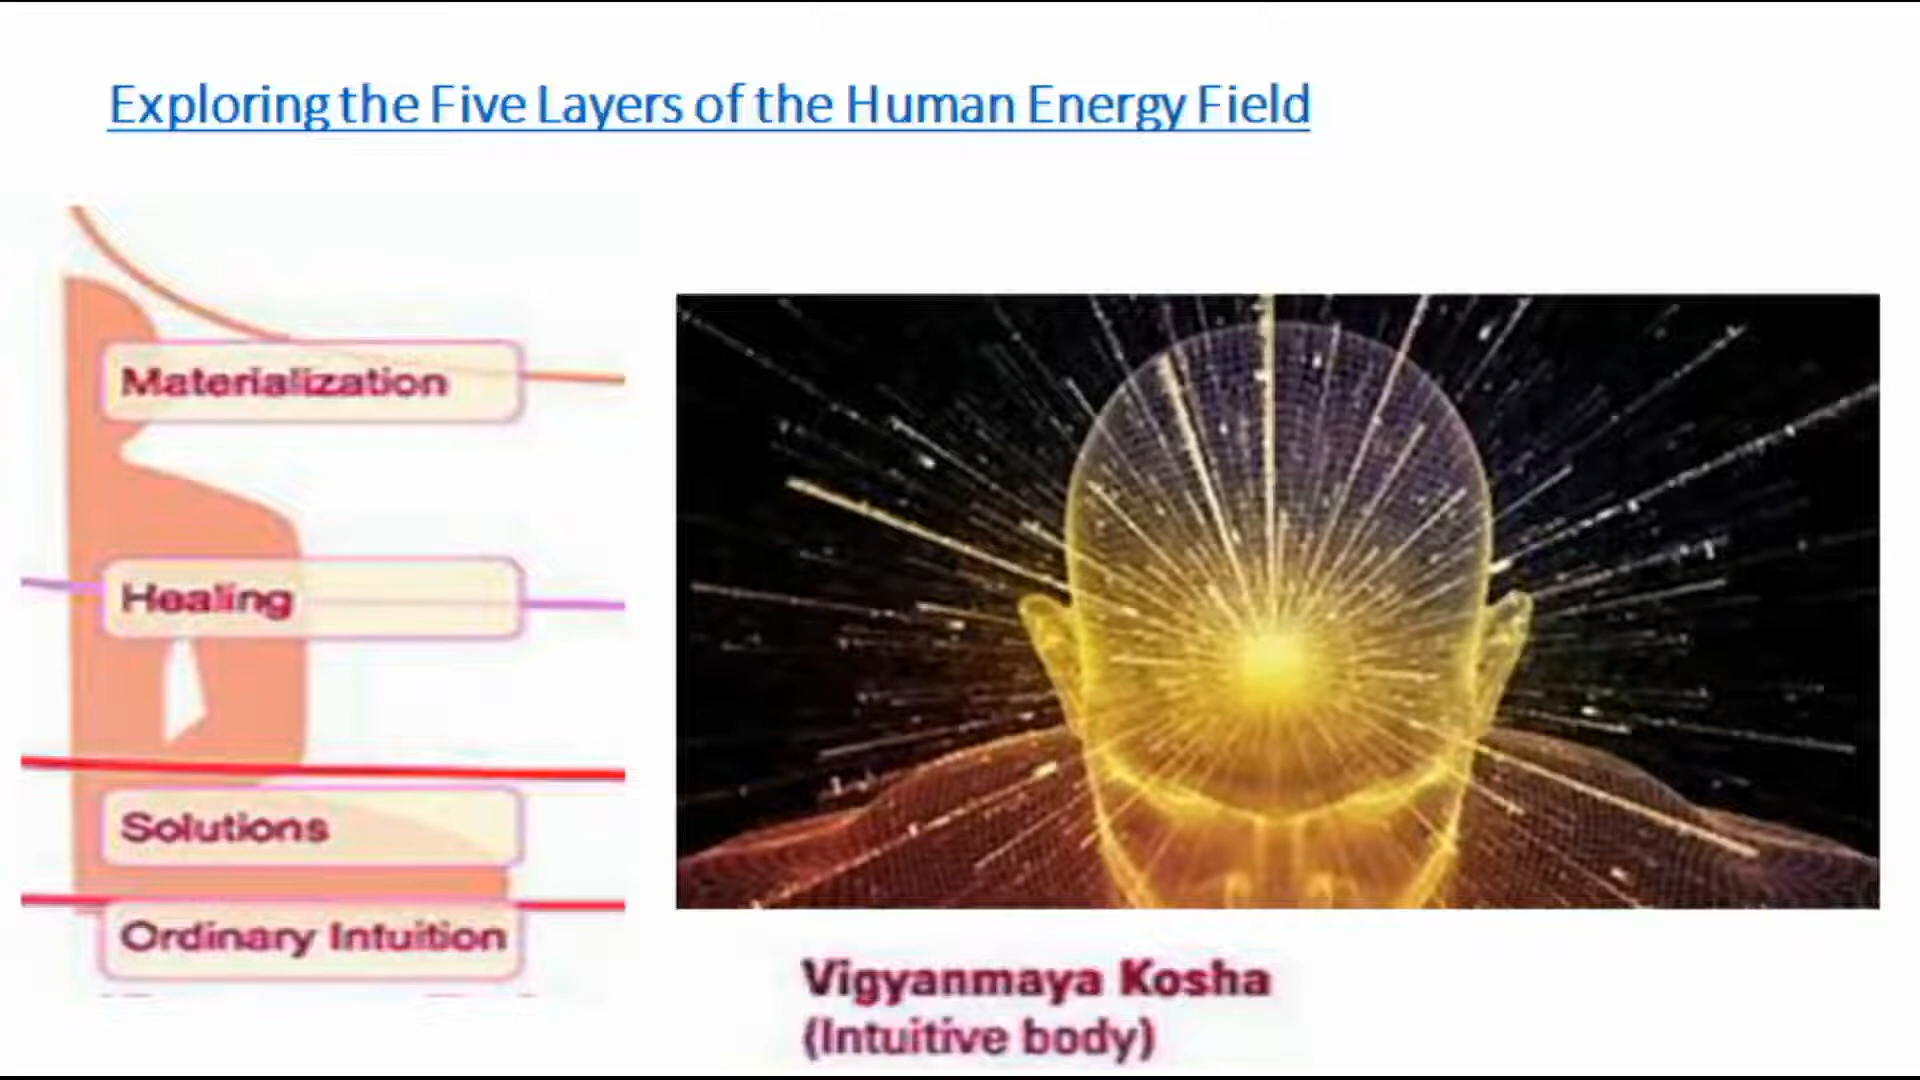 Exploring the Five Layers of the Human Energy Field
Materialization
Healing
Solutions
Ordinary Intuition
Vigyanmaya Kosha
(Intuitive body)